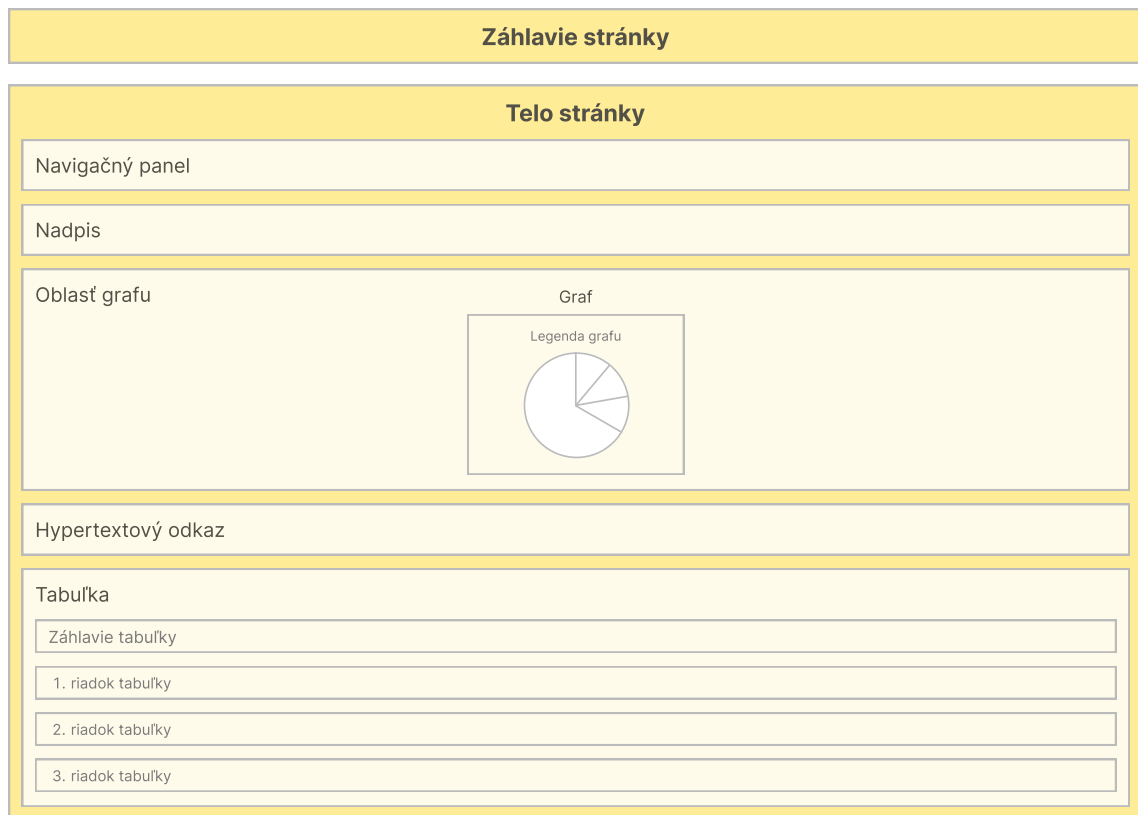 Záhlavie stránky
Telo stránky
Navigačný panel
Nadpis
Oblasť grafu
Graf
Legenda grafu
Hypertextový odkaz
Tabuľka
Záhlavie tabuľky
1. riadok tabuľky
2. riadok tabuľky
3. riadok tabuľky